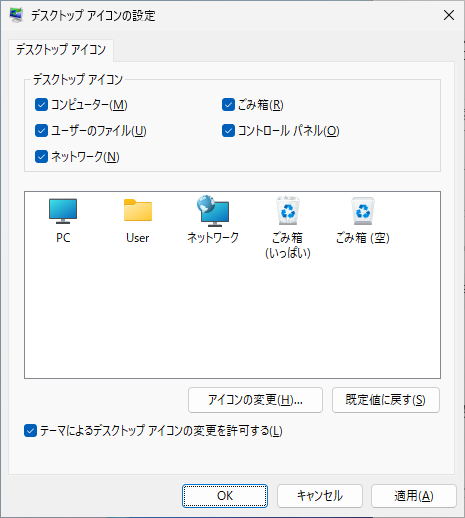 デスクトップ アイコンの設定
デスクトップ アイコン
デスクトップ アイコン
コンピューター(M)
ごみ箱(R)
ユーザーのファイル(U)
コントロール パネル(O)
ネットワーク(N)
PC
User
ネットワーク
ごみ箱
(いっぱい)
ごみ箱 (空)
アイコンの変更(H)...
既定値に戻す(S)
テーマによるデスクトップ アイコンの変更を許可する(L)
OK
キャンセル
適用(A)